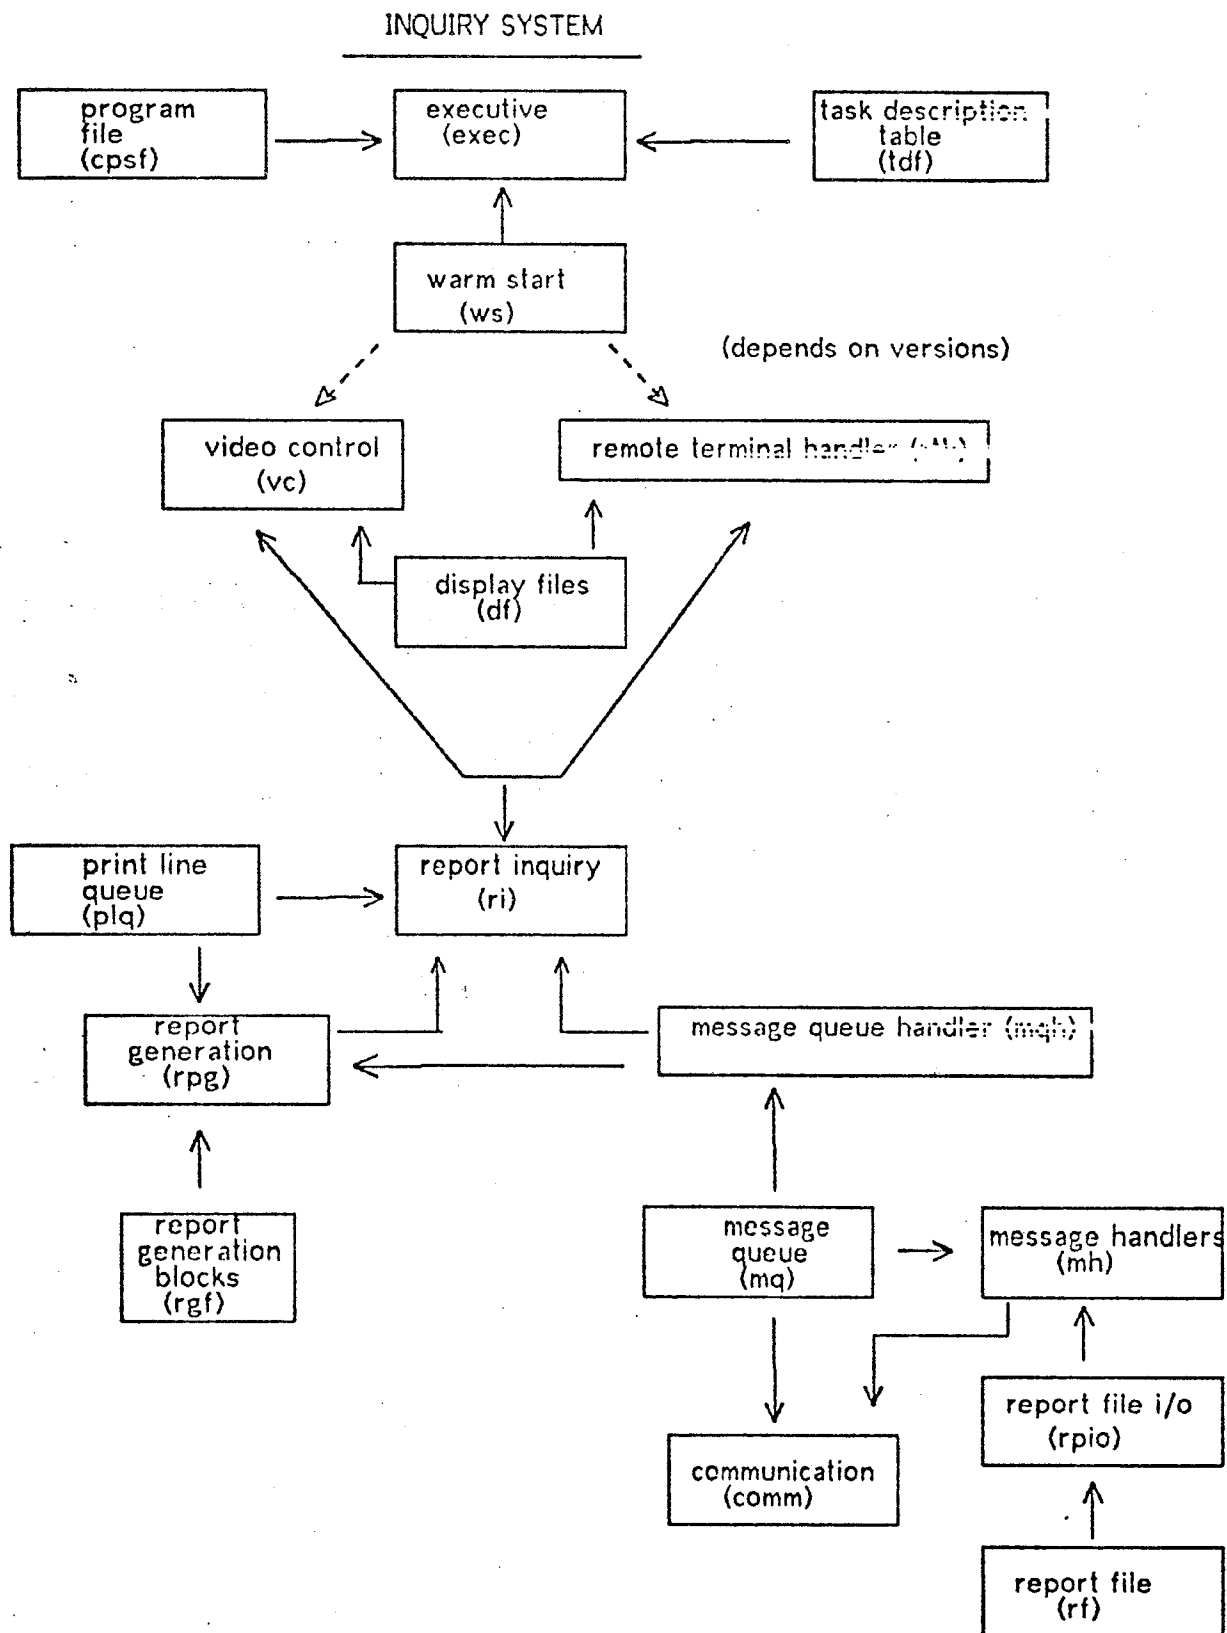 INQUIRY SYSTEM
program
file
(cpsf)
executive
(exec)
task description
table
(tdf)
warm start
(ws)
(depends on versions)
video control
(vc)
remote terminal handler
display files
(df)
print line
queue
(plq)
report inquiry
(ri)
report
generation
(rpg)
message queue handler (mqh)
report
generation
blocks
(rgf)
message
queue
(mq)
message handlers
(mh)
report file i/o
(rpio)
communication
(comm)
report file
(rf)